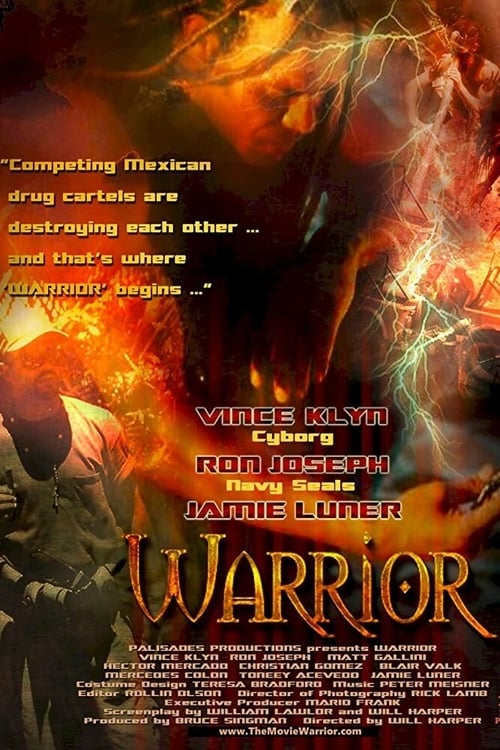 "Competing Mexican
drug cartels are
destroying each other ...
and that's where
'WARRIOR' begins ..."
VINCE KLYN
Cyborg
RON JOSEPH
Navy Seals
JAMIE LUNER
WARRIOR
PALISADES PRODUCTIONS presents WARRIOR
VINCE KLYN RON JOSEPH MATT GALLINI
HECTOR MERCADO CHRISTIAN GOMEZ BLAIR VALK
MERCEDES COLON TOMEEY ACEVEDO JAMIE LUNER
Costume Design TERESA BRADFORD Music PETER MEISNER
Editor ROLLIN OLSON Director of Photography RICK LAMB
Executive Producer MARIO FRANK
Screenplay by WILLIAM LAWLOR and WILL HARPER
Produced by BRUCE SINGMAN Directed by WILL HARPER
www.TheMovieWarrior.com